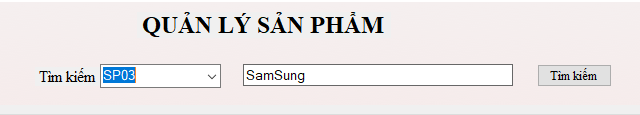 QUẢN LÝ SẢN PHẨM
Tìm kiếm SP03 SamSung Tìm kiếm